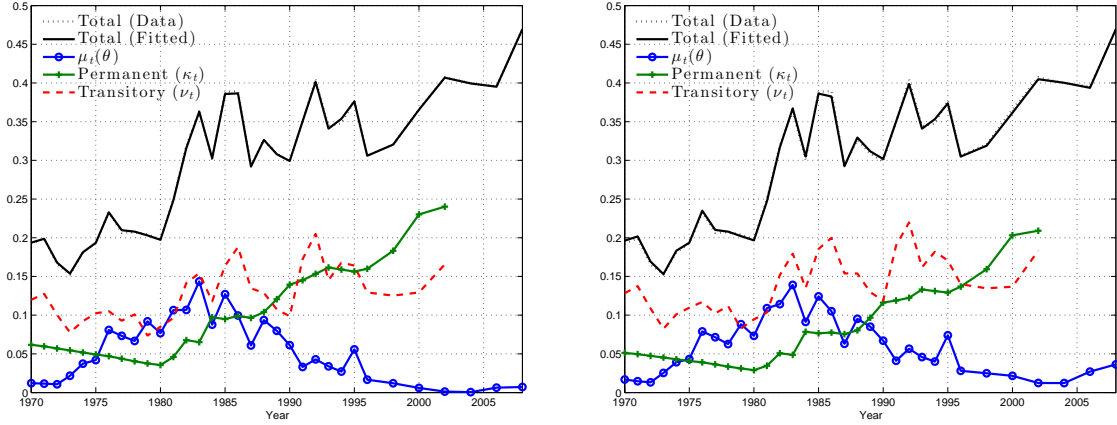 0.5
0.45
0.4
0.35
0.3
0.25
0.2
0.15
0.1
0.05
0
Total (Data)
Total (Fitted)
μt(θ)
Permanent (κt)
Transitory (νt)
1970 1975 1980 1985 1990 1995 2000 2005
Year
0.5
0.45
0.4
0.35
0.3
0.25
0.2
0.15
0.1
0.05
0
Total (Data)
Total (Fitted)
μt(θ)
Permanent (κt)
Transitory (νt)
1970 1975 1980 1985 1990 1995 2000 2005
Year